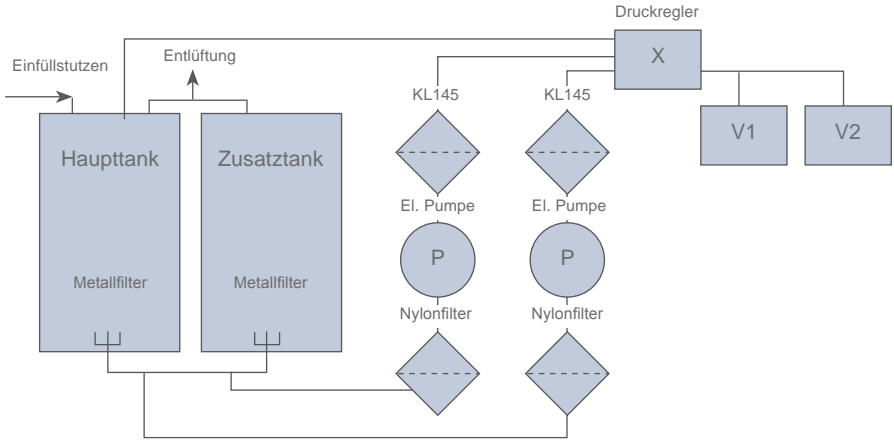 Druckregler
X
Entlüftung
Einfüllstutzen
KL145
KL145
V1
V2
Haupttank
Zusatztank
El. Pumpe
El. Pumpe
P
P
Metallfilter
Metallfilter
Nylonfilter
Nylonfilter